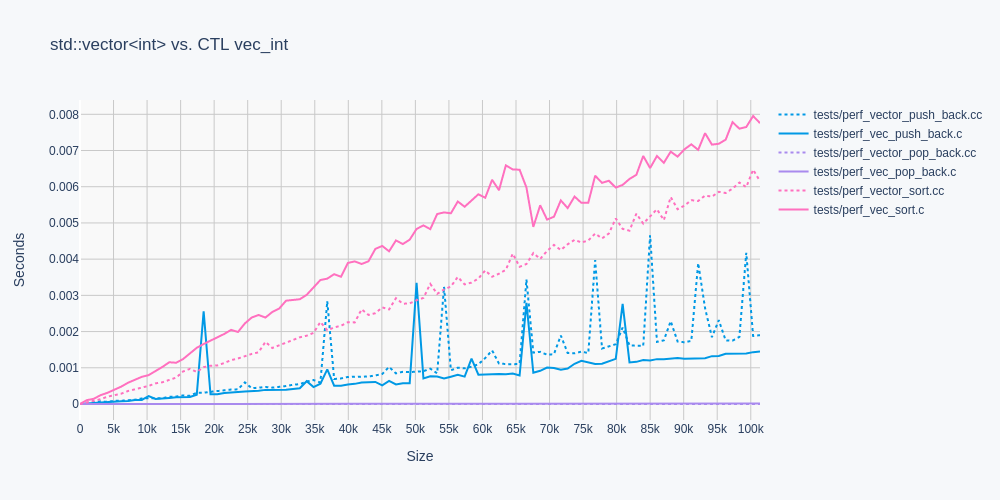 std::vector<int> vs. CTL vec_int
0.008
0.007
0.006
0.005
0.004
0.003
0.002
0.001
0
Seconds
0 5k 10k 15k 20k 25k 30k 35k 40k 45k 50k 55k 60k 65k 70k 75k 80k 85k 90k 95k 100k
Size
tests/perf_vector_push_back.cc
tests/perf_vec_push_back.c
tests/perf_vector_pop_back.cc
tests/perf_vec_pop_back.c
tests/perf_vector_sort.cc
tests/perf_vec_sort.c